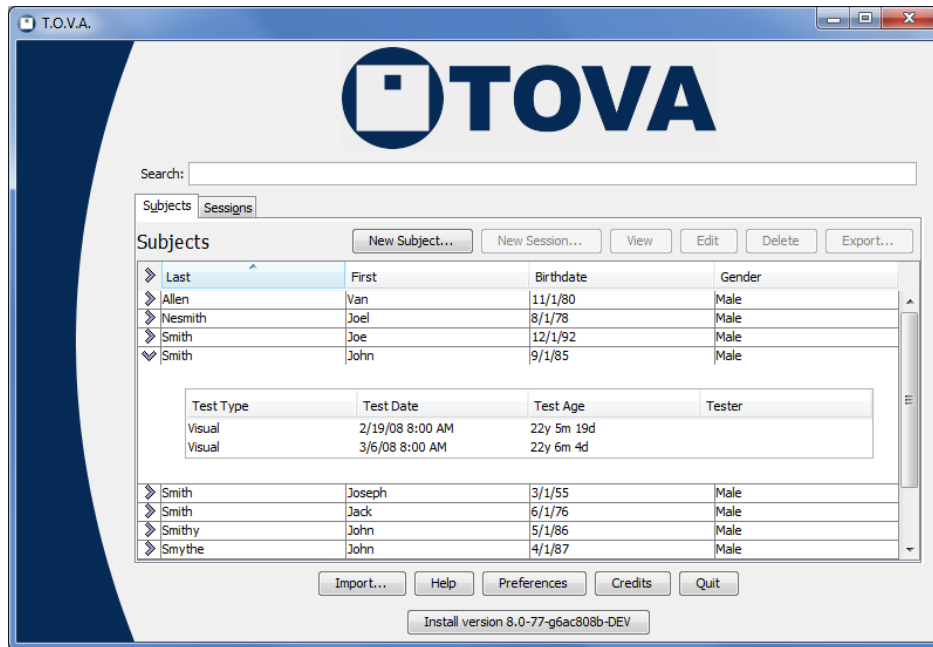 T.O.V.A.
TOVA
Search:
Subjects Sessions
Subjects New Subject... New Session... View Edit Delete Export...
Last First Birthdate Gender
Allen Van 11/1/80 Male
Nesmith Joel 8/1/78 Male
Smith Joe 12/1/92 Male
Smith John 9/1/85 Male
Test Type Test Date Test Age Tester
Visual 2/19/08 8:00 AM 22y 5m 19d
Visual 3/6/08 8:00 AM 22y 6m 4d
Smith Joseph 3/1/55 Male
Smith Jack 6/1/76 Male
Smithy John 5/1/86 Male
Smythe John 4/1/87 Male
Import... Help Preferences Credits Quit
Install version 8.0-77-g6ac808b-DEV